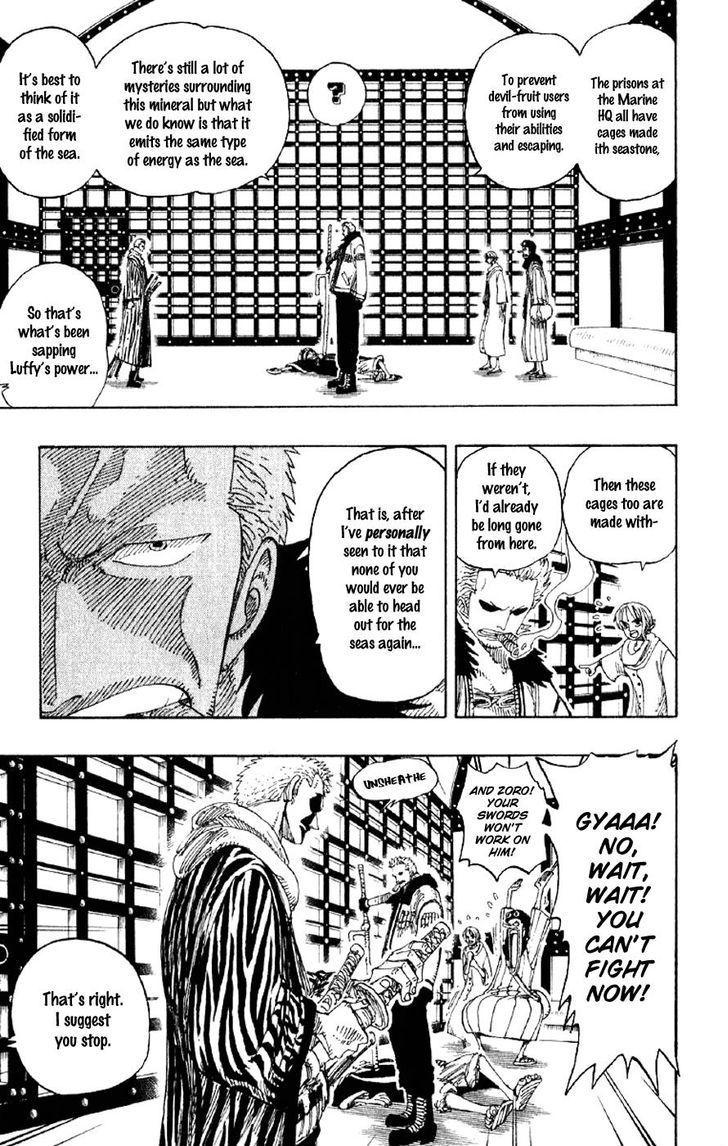 The prisons at
the Marine
HQ all have
cages made
ith seastone,
To prevent
devil-fruit users
from using
their abilities
and escaping.
?
There's still a lot of
mysteries surrounding
this mineral but what
we do know is that it
emits the same type
of energy as the sea.
It's best to
think of it
as a solidi-
fied form
of the sea.
So that's
what's been
sapping
Luffy's power...
Then these
cages too are
made with-
If they
weren't,
I'd already
be long gone
from here.
That is, after
I've personally
seen to it that
none of you
would ever be
able to head
out for the
seas again...
GYAAA!
NO,
WAIT,
WAIT!
YOU
CAN'T
FIGHT
NOW!
AND ZORO!
YOUR
SWORDS
WON'T
WORK ON
HIM!
UNSHEATHE
That's right.
I suggest
you stop.